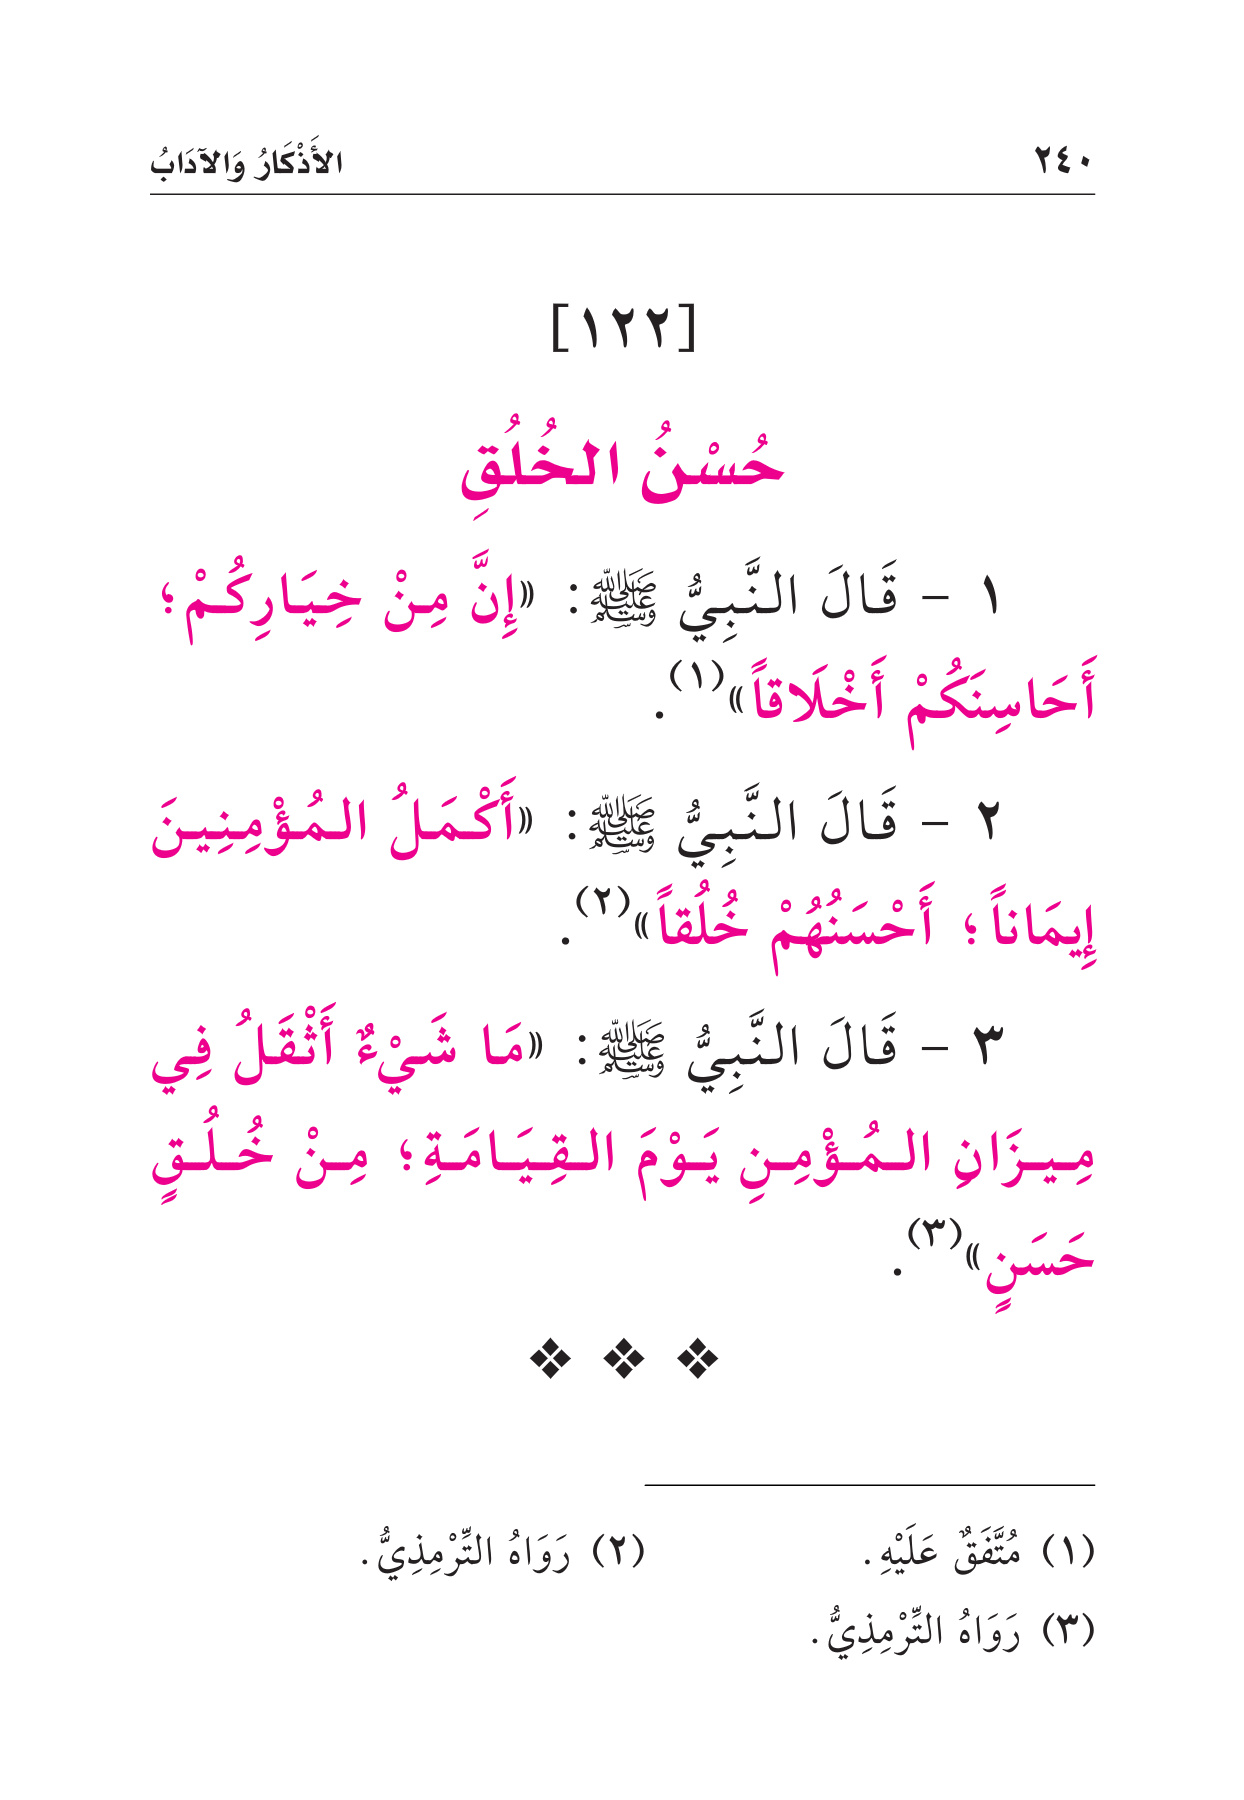 ٢٤٠ الأَذْكَارُ وَالآدَابُ
[١٢٢]
حُسْنُ الخُلُقِ
١ - قَالَ النَّبِيُّ ﷺ: «إِنَّ مِنْ خِيَارِكُمْ؛
أَحَاسِنَكُمْ أَخْلَاقاً»(١).
٢ - قَالَ النَّبِيُّ ﷺ: «أَكْمَلُ المُؤْمِنِينَ
إِيمَاناً؛ أَحْسَنُهُمْ خُلُقاً»(٢).
٣ - قَالَ النَّبِيُّ ﷺ: «مَا شَيْءٌ أَثْقَلُ فِي
مِيزَانِ المُؤْمِنِ يَوْمَ القِيَامَةِ؛ مِنْ خُلُقٍ
حَسَنٍ»(٣).
(١) مُتَّفَقٌ عَلَيْهِ. (٢) رَوَاهُ التِّرْمِذِيُّ.
(٣) رَوَاهُ التِّرْمِذِيُّ.